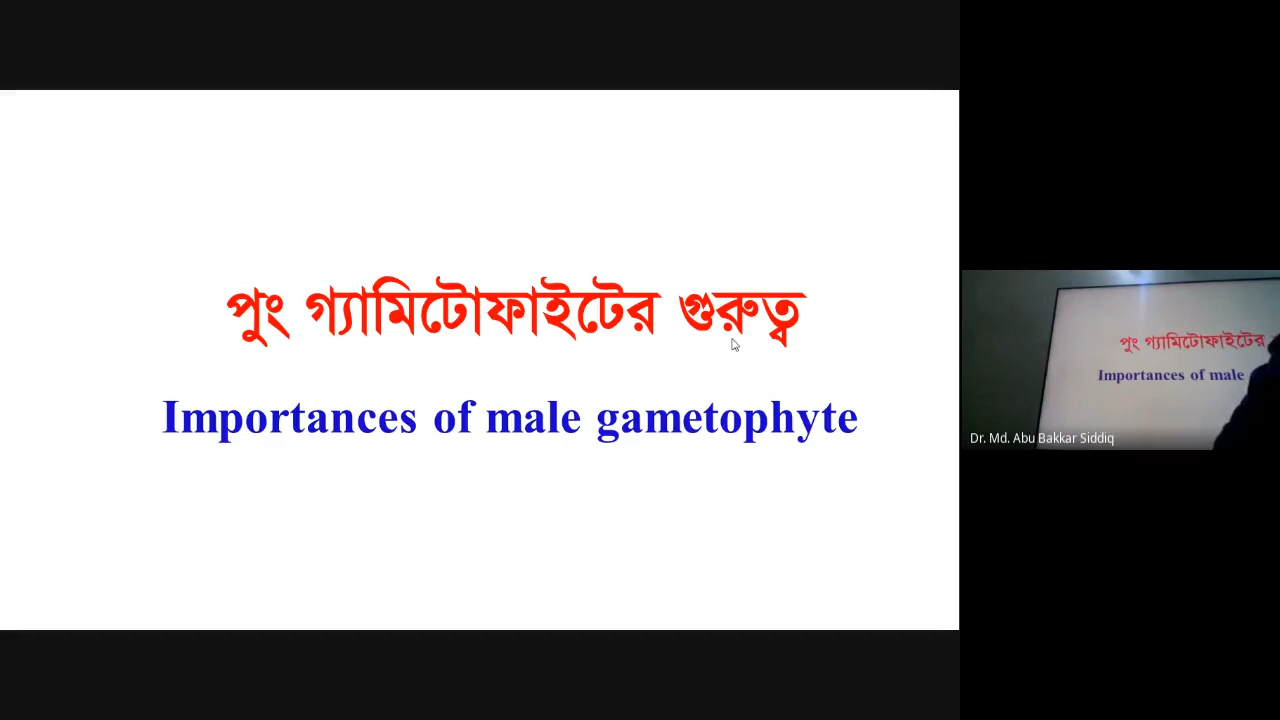 পুং গ্যামিটোফাইটের গুরুত্ব
Importances of male gametophyte
পুং গ্যামিটোফাইটের
Importances of male
Dr. Md. Abu Bakkar Siddiq